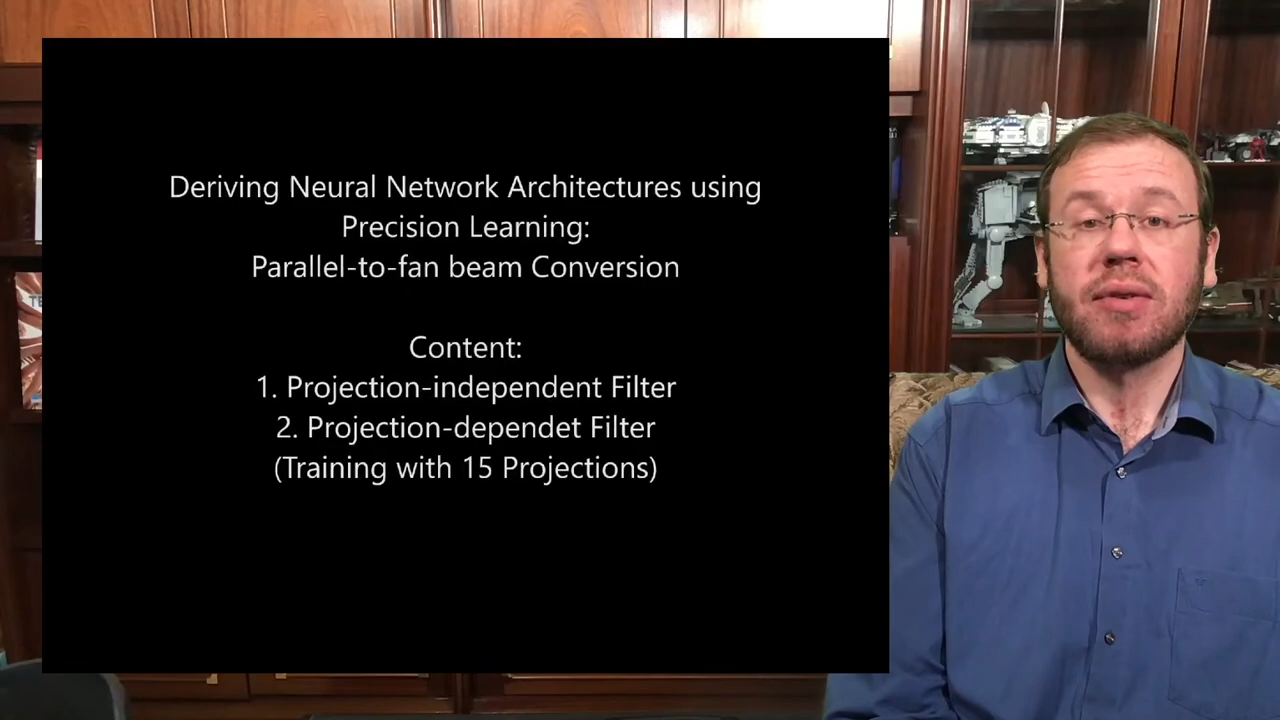 Deriving Neural Network Architectures using
Precision Learning:
Parallel-to-fan beam Conversion
Content:
1. Projection-independent Filter
2. Projection-dependet Filter
(Training with 15 Projections)